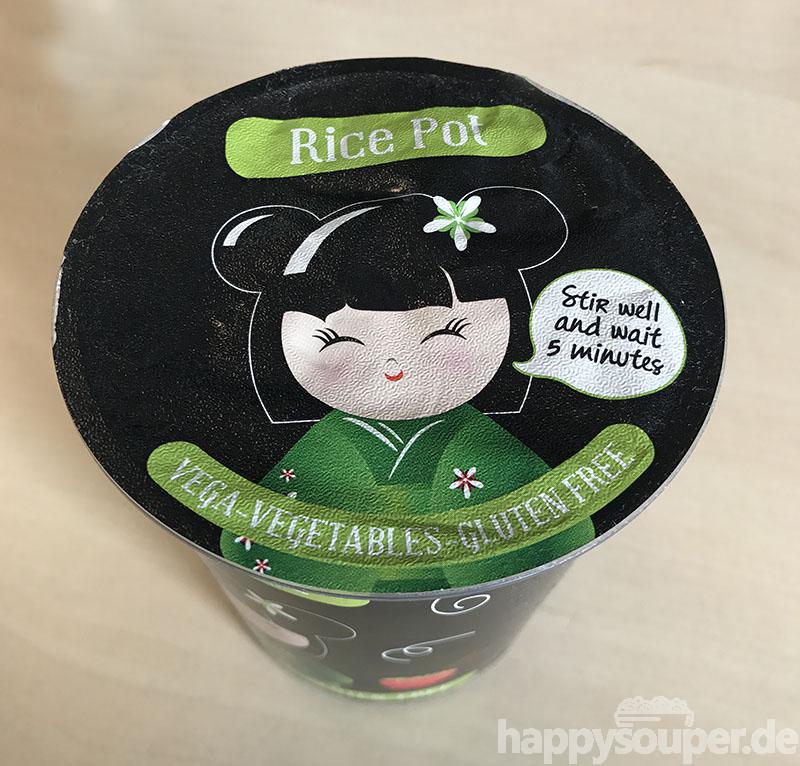 Rice Pot
Stir well
and wait
5 minutes
VEGA-VEGETABLES-GLUTEN FREE
happysouper.de